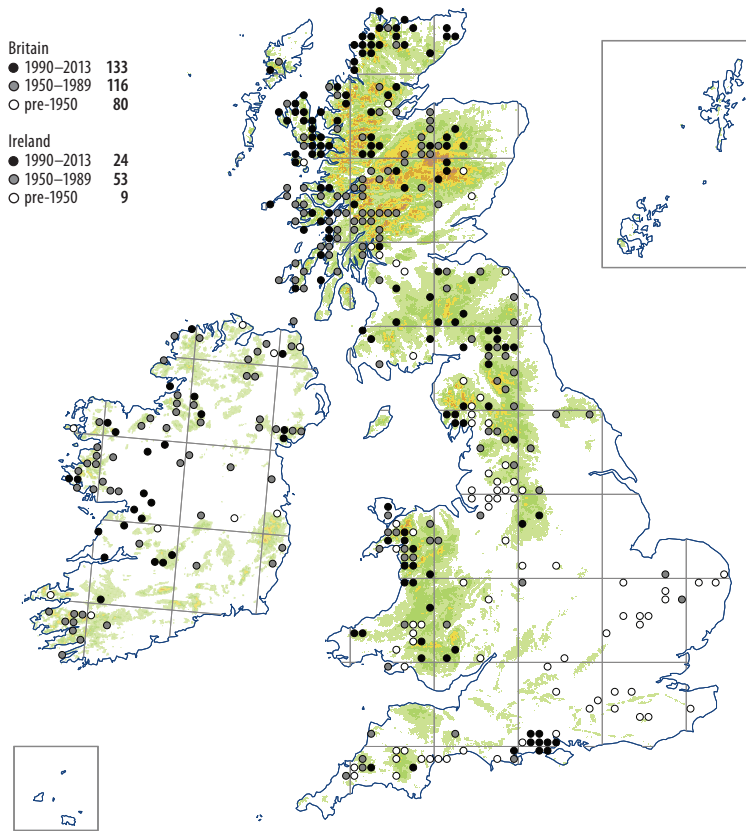 Britain
1990–2013 133
1950–1989 116
pre-1950 80
Ireland
1990–2013 24
1950–1989 53
pre-1950 9